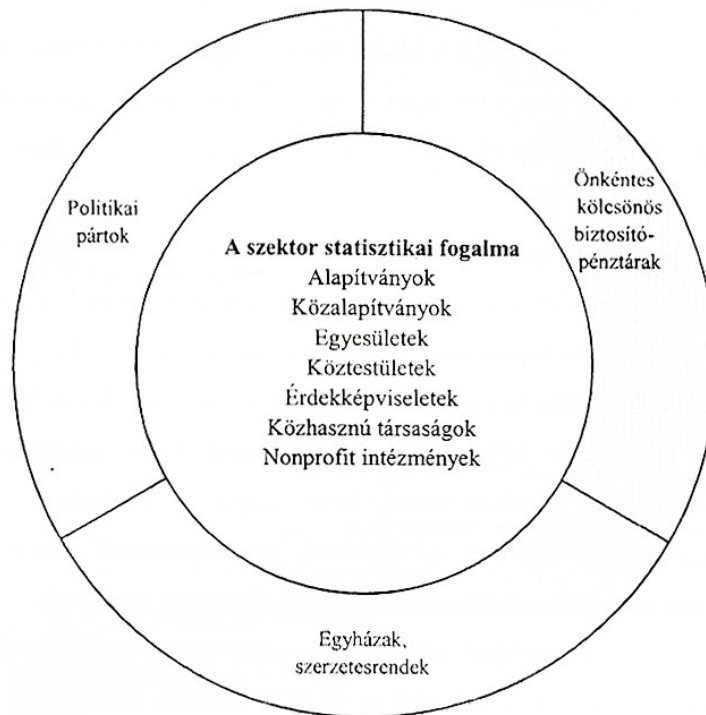 Politikai
pártok
Önkéntes
kölcsönös
biztosító-
pénztárak
A szektor statisztikai fogalma
Alapítványok
Közalapítványok
Egyesületek
Köztestületek
Érdekképviseletek
Közhasznú társaságok
Nonprofit intézmények
Egyházak,
szerzetesrendek